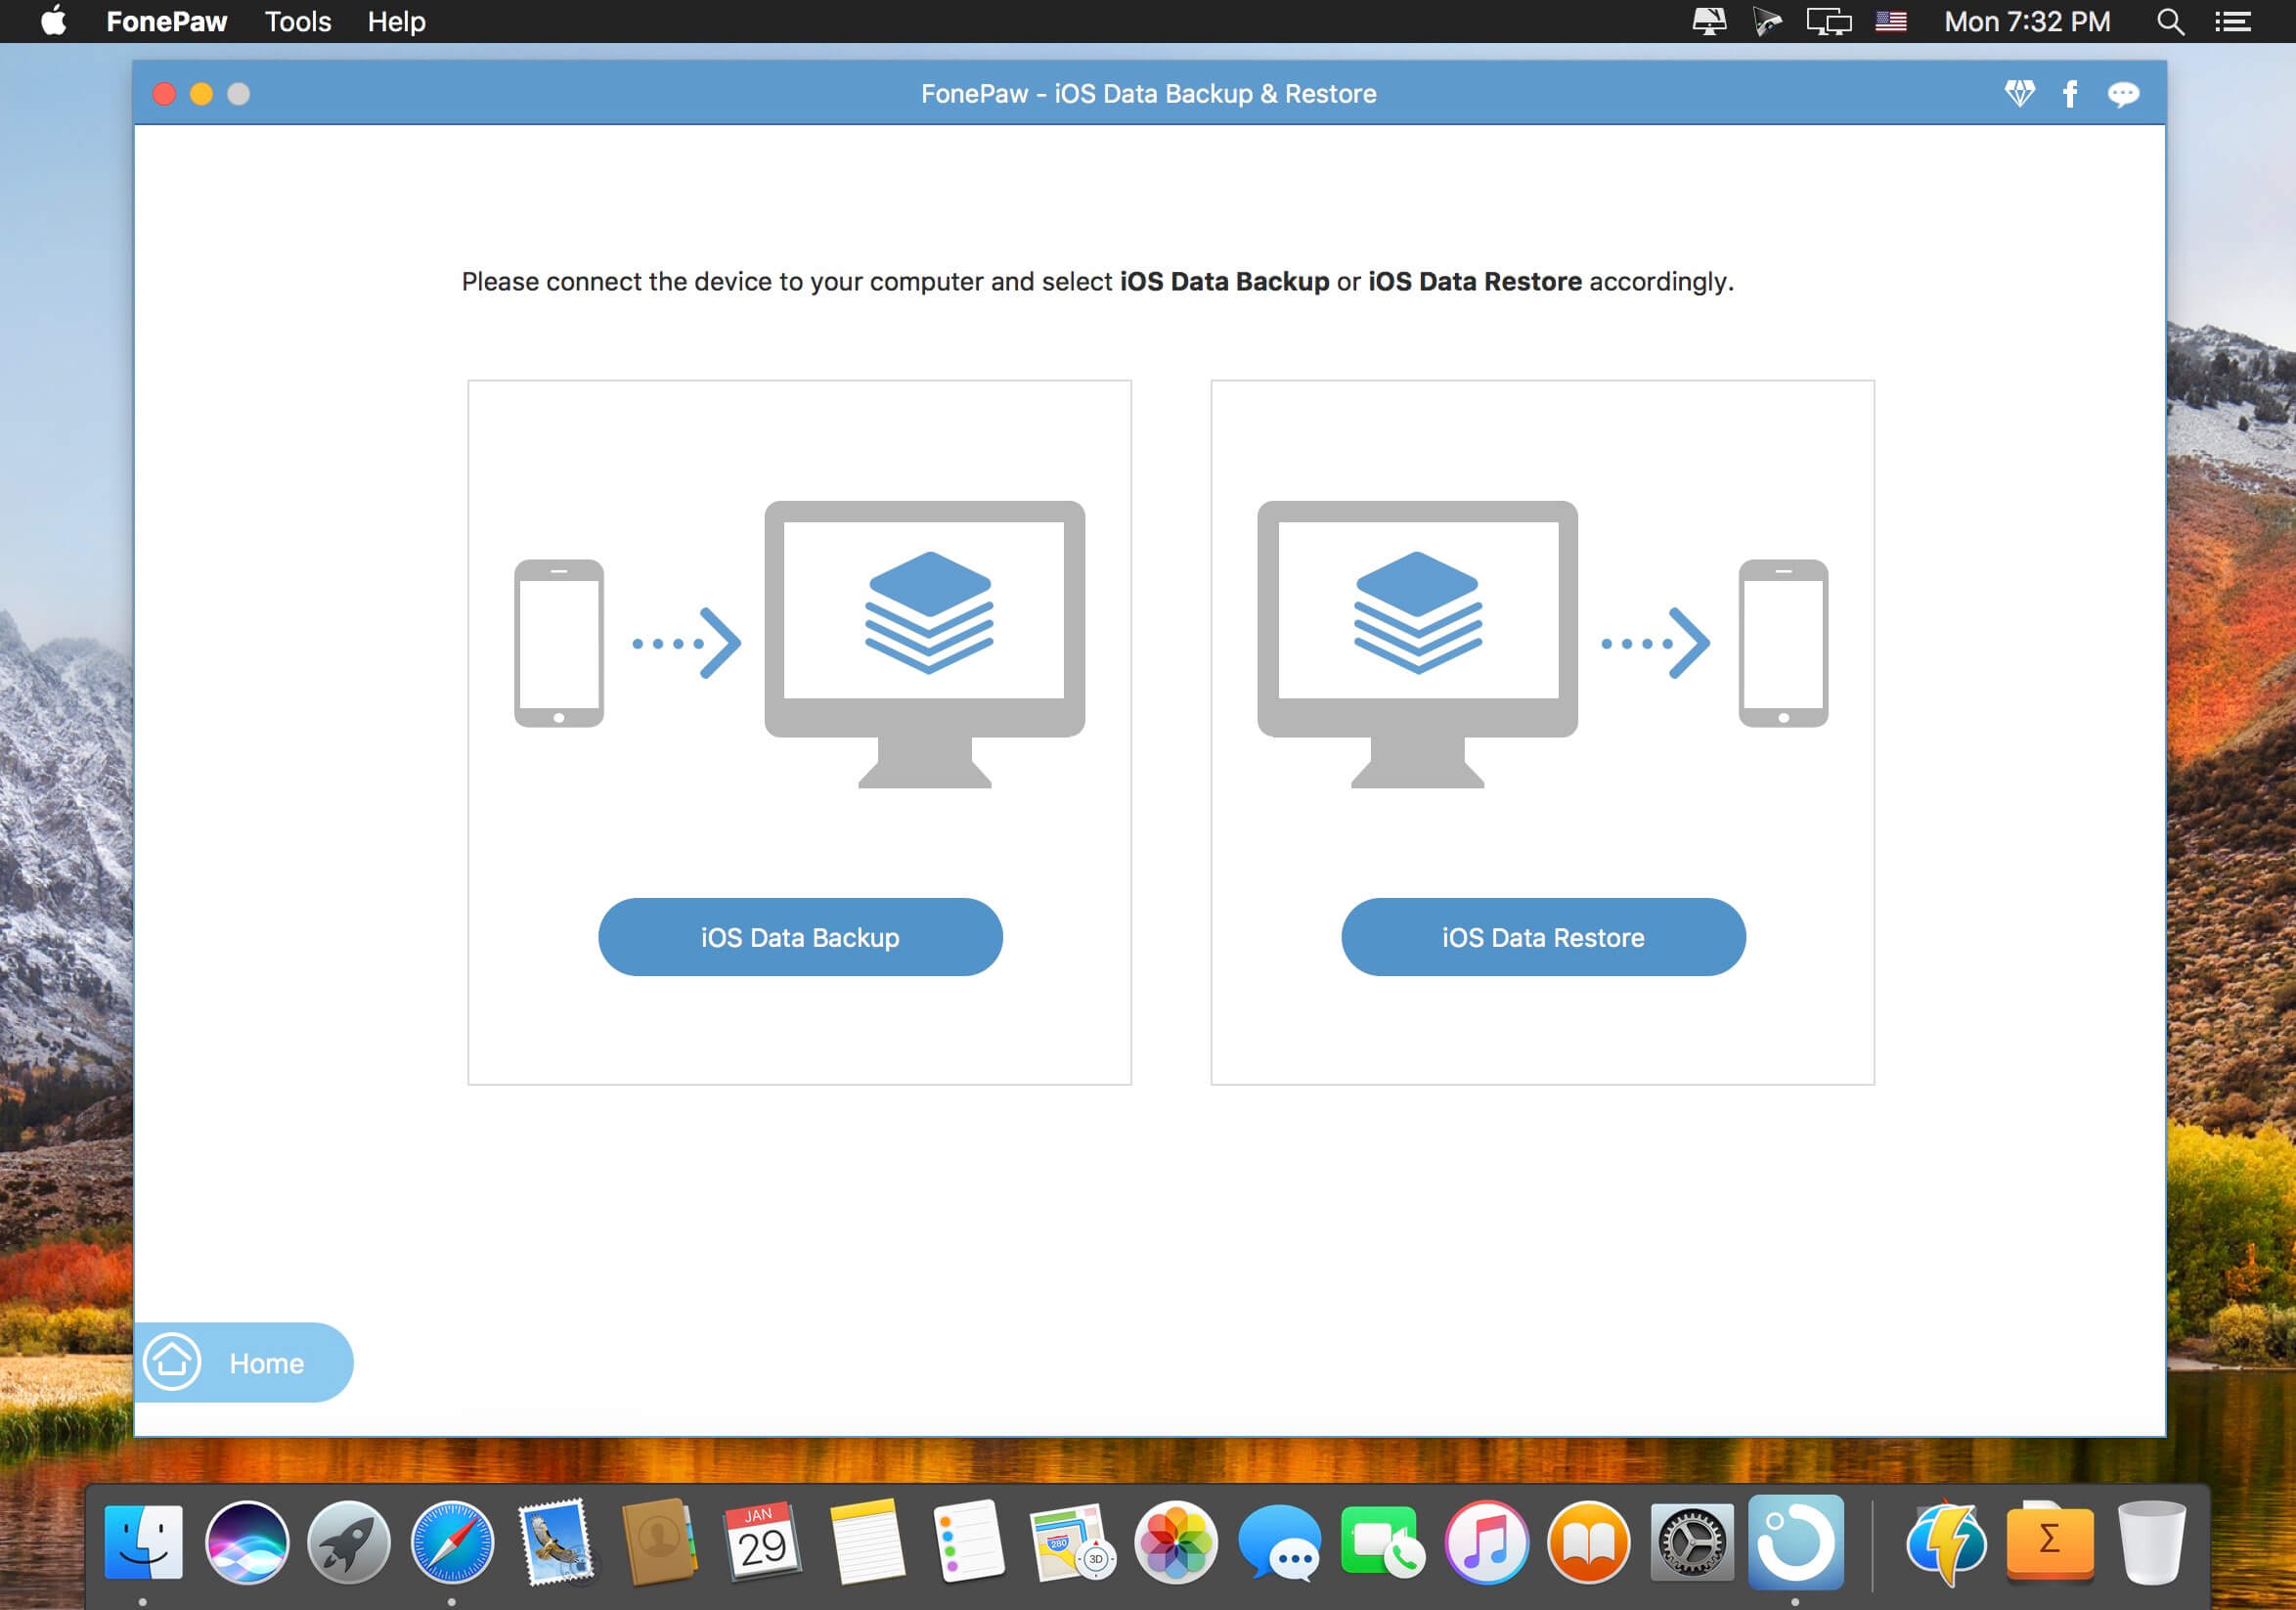 FonePaw Tools Help Mon 7:32 PM
FonePaw - iOS Data Backup & Restore
Please connect the device to your computer and select iOS Data Backup or iOS Data Restore accordingly.
iOS Data Backup
iOS Data Restore
Home
JAN
29
280
3D
Σ